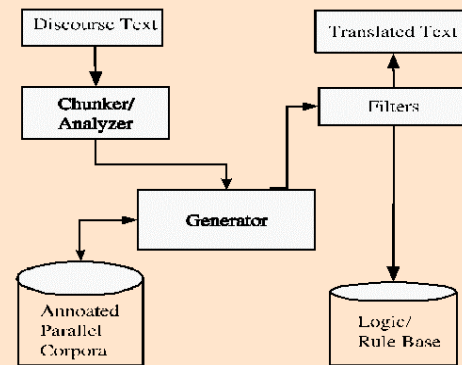 Discourse Text
Translated Text
Chunker/
Analyzer
Filters
Generator
Annoated
Parallel
Corpora
Logic/
Rule Base